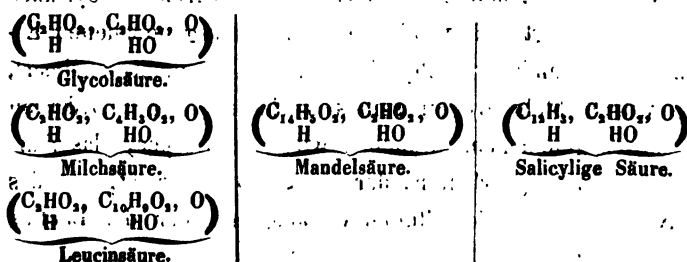 (C₂HO₂, C₂HO₂, O)
H HO
Glycolsäure.
(C₂HO₂, C₄H₃O₂, O)
H HO
Milchsäure.
(C₂HO₂, C₁₀H₉O₂, O)
H HO
Leucinsäure.
(C₁₄H₅O₂, C₂HO₂, O)
H HO
Mandelsäure.
(C₁₂H₃, C₂HO₂, O)
H HO
Salicylige Säure.